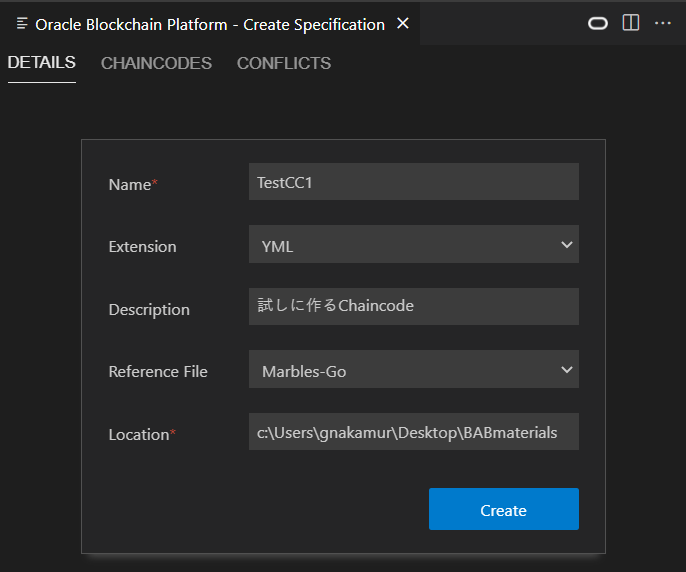 Oracle Blockchain Platform - Create Specification
DETAILS CHAINCODES CONFLICTS
Name* TestCC1
Extension YML
Description 試しに作るChaincode
Reference File Marbles-Go
Location* c:\Users\gnakamur\Desktop\BABmaterials
Create